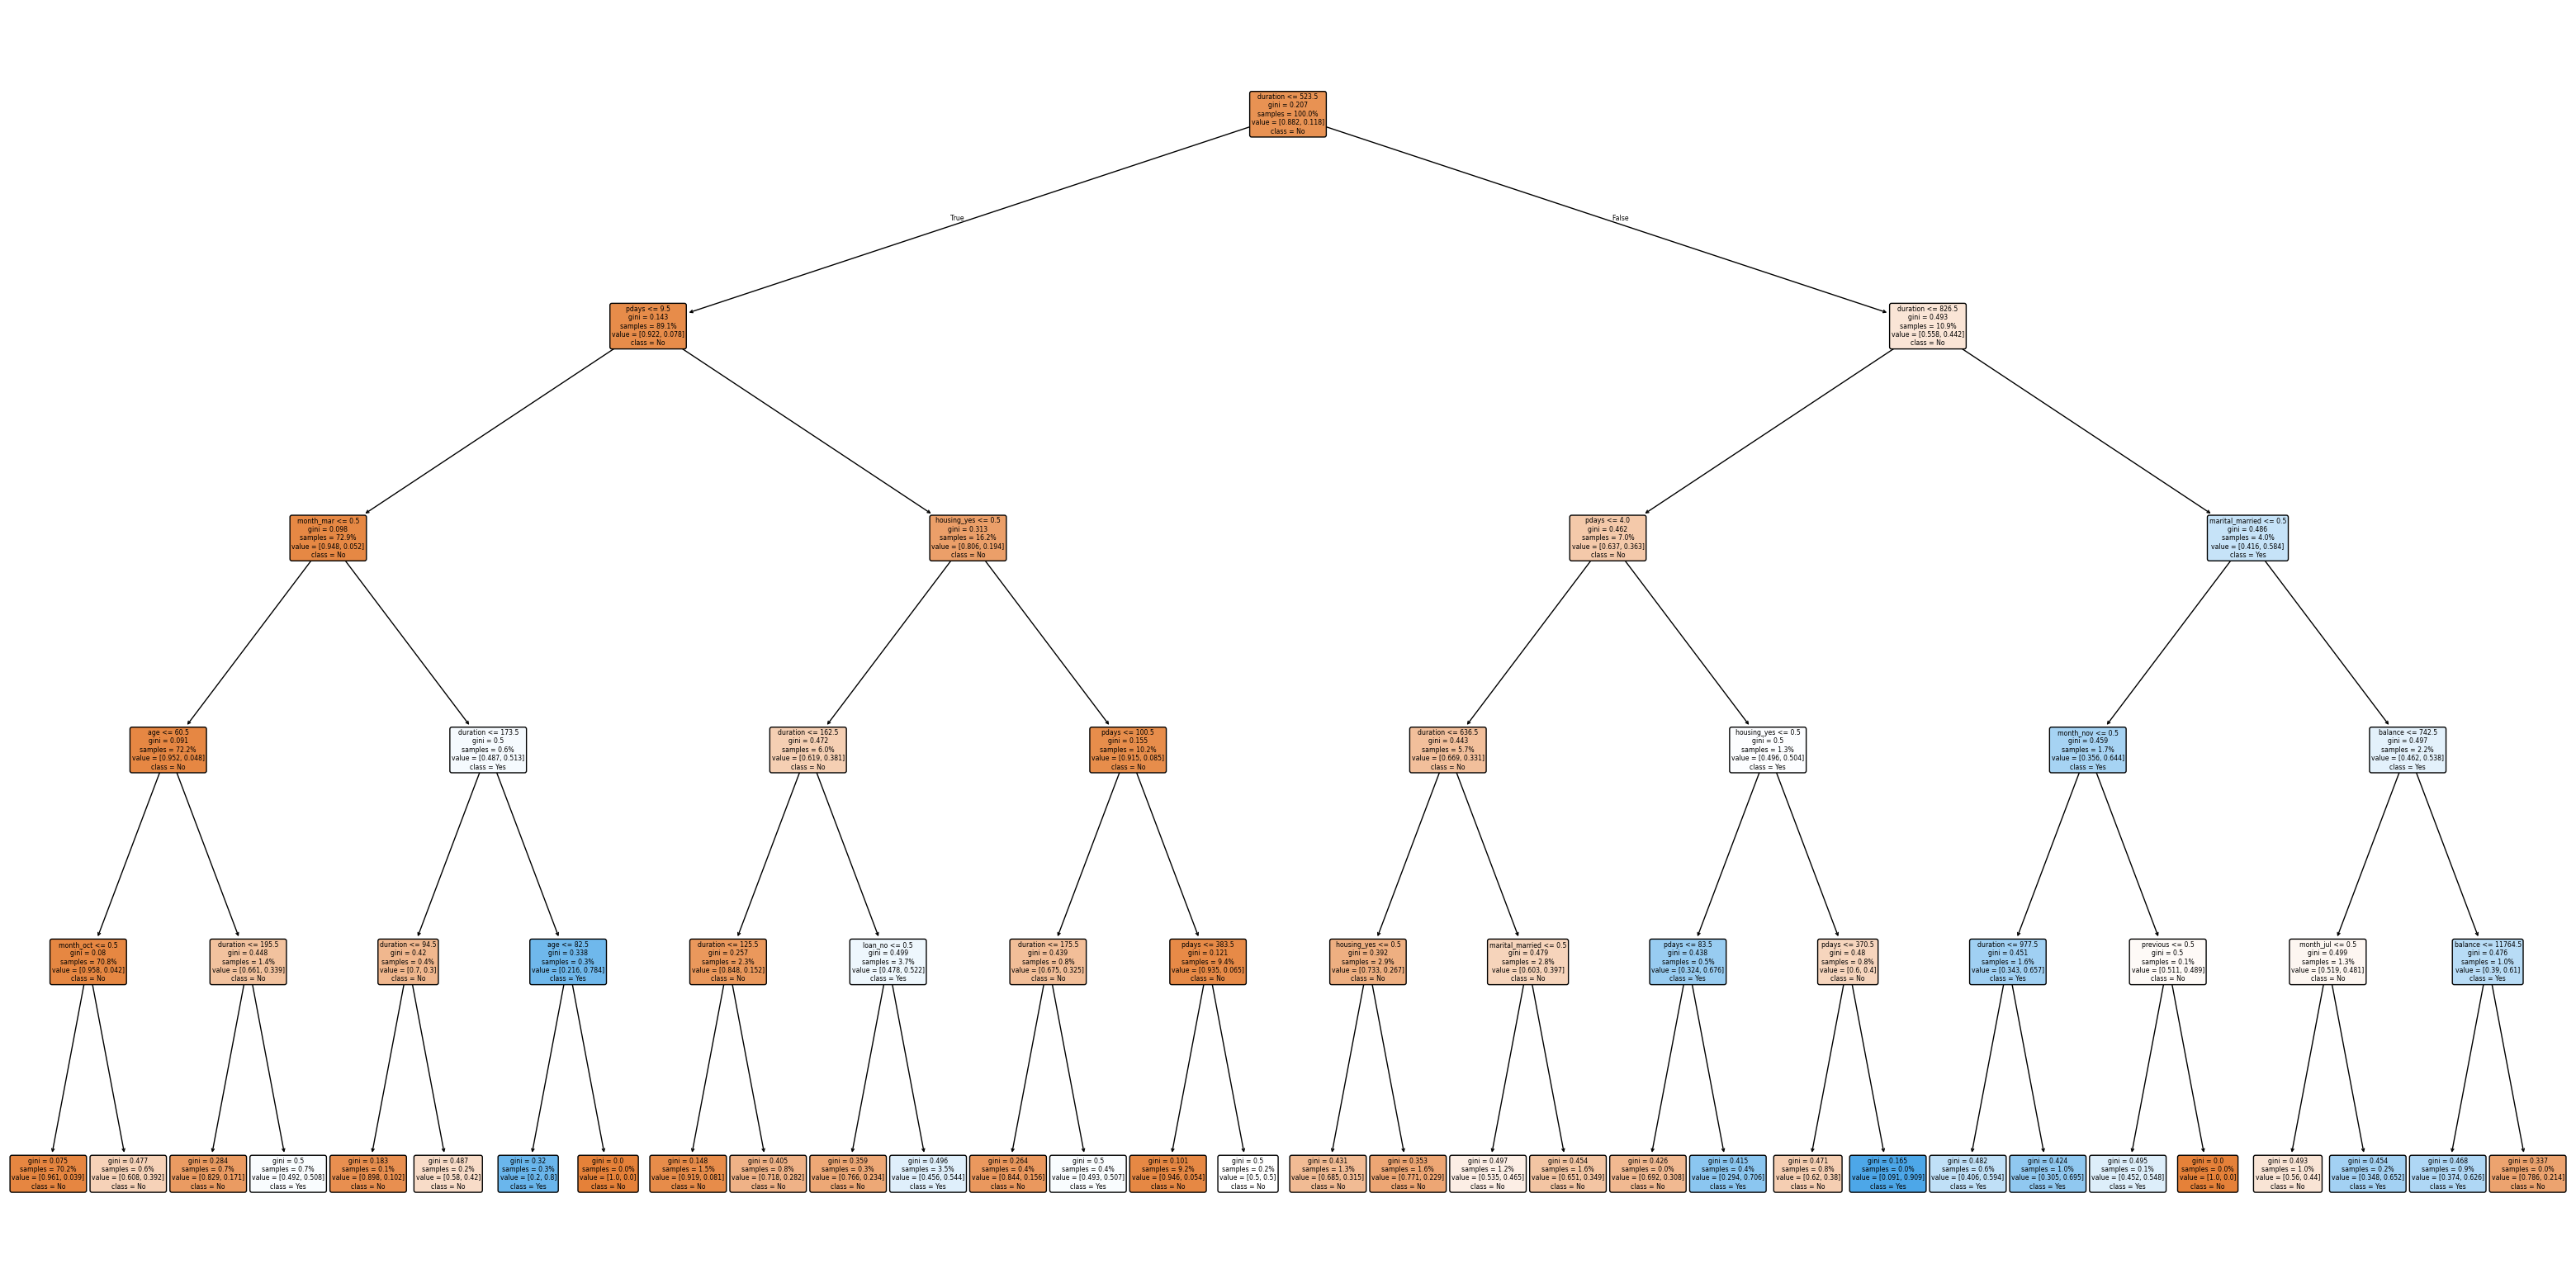 duration <= 523.5
gini = 0.207
samples = 100.0%
value = [0.882, 0.118]
class = No
True
False
pdays <= 9.5
gini = 0.143
samples = 89.1%
value = [0.922, 0.078]
class = No
duration <= 826.5
gini = 0.493
samples = 10.9%
value = [0.558, 0.442]
class = No
month_mar <= 0.5
gini = 0.098
samples = 72.9%
value = [0.948, 0.052]
class = No
housing_yes <= 0.5
gini = 0.313
samples = 16.2%
value = [0.806, 0.194]
class = No
pdays <= 4.0
gini = 0.462
samples = 7.0%
value = [0.637, 0.363]
class = No
marital_married <= 0.5
gini = 0.486
samples = 4.0%
value = [0.416, 0.584]
class = Yes
age <= 60.5
gini = 0.091
samples = 72.2%
value = [0.952, 0.048]
class = No
duration <= 173.5
gini = 0.5
samples = 0.6%
value = [0.487, 0.513]
class = Yes
duration <= 162.5
gini = 0.472
samples = 6.0%
value = [0.619, 0.381]
class = No
pdays <= 100.5
gini = 0.155
samples = 10.2%
value = [0.915, 0.085]
class = No
duration <= 636.5
gini = 0.443
samples = 5.7%
value = [0.669, 0.331]
class = No
housing_yes <= 0.5
gini = 0.5
samples = 1.3%
value = [0.496, 0.504]
class = Yes
month_nov <= 0.5
gini = 0.459
samples = 1.7%
value = [0.356, 0.644]
class = Yes
balance <= 742.5
gini = 0.497
samples = 2.2%
value = [0.462, 0.538]
class = Yes
month_oct <= 0.5
gini = 0.08
samples = 70.8%
value = [0.958, 0.042]
class = No
duration <= 195.5
gini = 0.448
samples = 1.4%
value = [0.661, 0.339]
class = No
duration <= 94.5
gini = 0.42
samples = 0.4%
value = [0.7, 0.3]
class = No
age <= 82.5
gini = 0.338
samples = 0.3%
value = [0.216, 0.784]
class = Yes
duration <= 125.5
gini = 0.257
samples = 2.3%
value = [0.848, 0.152]
class = No
loan_no <= 0.5
gini = 0.499
samples = 3.7%
value = [0.478, 0.522]
class = Yes
duration <= 175.5
gini = 0.439
samples = 0.8%
value = [0.675, 0.325]
class = No
pdays <= 383.5
gini = 0.121
samples = 9.4%
value = [0.935, 0.065]
class = No
housing_yes <= 0.5
gini = 0.392
samples = 2.9%
value = [0.733, 0.267]
class = No
marital_married <= 0.5
gini = 0.479
samples = 2.8%
value = [0.603, 0.397]
class = No
pdays <= 83.5
gini = 0.438
samples = 0.5%
value = [0.324, 0.676]
class = Yes
pdays <= 370.5
gini = 0.48
samples = 0.8%
value = [0.6, 0.4]
class = No
duration <= 977.5
gini = 0.451
samples = 1.6%
value = [0.343, 0.657]
class = Yes
previous <= 0.5
gini = 0.5
samples = 0.1%
value = [0.511, 0.489]
class = No
month_jul <= 0.5
gini = 0.499
samples = 1.3%
value = [0.519, 0.481]
class = No
balance <= 11764.5
gini = 0.476
samples = 1.0%
value = [0.39, 0.61]
class = Yes
gini = 0.075
samples = 70.2%
value = [0.961, 0.039]
class = No
gini = 0.477
samples = 0.6%
value = [0.608, 0.392]
class = No
gini = 0.284
samples = 0.7%
value = [0.829, 0.171]
class = No
gini = 0.5
samples = 0.7%
value = [0.492, 0.508]
class = Yes
gini = 0.183
samples = 0.1%
value = [0.898, 0.102]
class = No
gini = 0.487
samples = 0.2%
value = [0.58, 0.42]
class = No
gini = 0.32
samples = 0.3%
value = [0.2, 0.8]
class = Yes
gini = 0.0
samples = 0.0%
value = [1.0, 0.0]
class = No
gini = 0.148
samples = 1.5%
value = [0.919, 0.081]
class = No
gini = 0.405
samples = 0.8%
value = [0.718, 0.282]
class = No
gini = 0.359
samples = 0.3%
value = [0.766, 0.234]
class = No
gini = 0.496
samples = 3.5%
value = [0.456, 0.544]
class = Yes
gini = 0.264
samples = 0.4%
value = [0.844, 0.156]
class = No
gini = 0.5
samples = 0.4%
value = [0.493, 0.507]
class = Yes
gini = 0.101
samples = 9.2%
value = [0.946, 0.054]
class = No
gini = 0.5
samples = 0.2%
value = [0.5, 0.5]
class = No
gini = 0.431
samples = 1.3%
value = [0.685, 0.315]
class = No
gini = 0.353
samples = 1.6%
value = [0.771, 0.229]
class = No
gini = 0.497
samples = 1.2%
value = [0.535, 0.465]
class = No
gini = 0.454
samples = 1.6%
value = [0.651, 0.349]
class = No
gini = 0.426
samples = 0.0%
value = [0.692, 0.308]
class = No
gini = 0.415
samples = 0.4%
value = [0.294, 0.706]
class = Yes
gini = 0.471
samples = 0.8%
value = [0.62, 0.38]
class = No
gini = 0.165
samples = 0.0%
value = [0.091, 0.909]
class = Yes
gini = 0.482
samples = 0.6%
value = [0.406, 0.594]
class = Yes
gini = 0.424
samples = 1.0%
value = [0.305, 0.695]
class = Yes
gini = 0.495
samples = 0.1%
value = [0.452, 0.548]
class = Yes
gini = 0.0
samples = 0.0%
value = [1.0, 0.0]
class = No
gini = 0.493
samples = 1.0%
value = [0.56, 0.44]
class = No
gini = 0.454
samples = 0.2%
value = [0.348, 0.652]
class = Yes
gini = 0.468
samples = 0.9%
value = [0.374, 0.626]
class = Yes
gini = 0.337
samples = 0.0%
value = [0.786, 0.214]
class = No